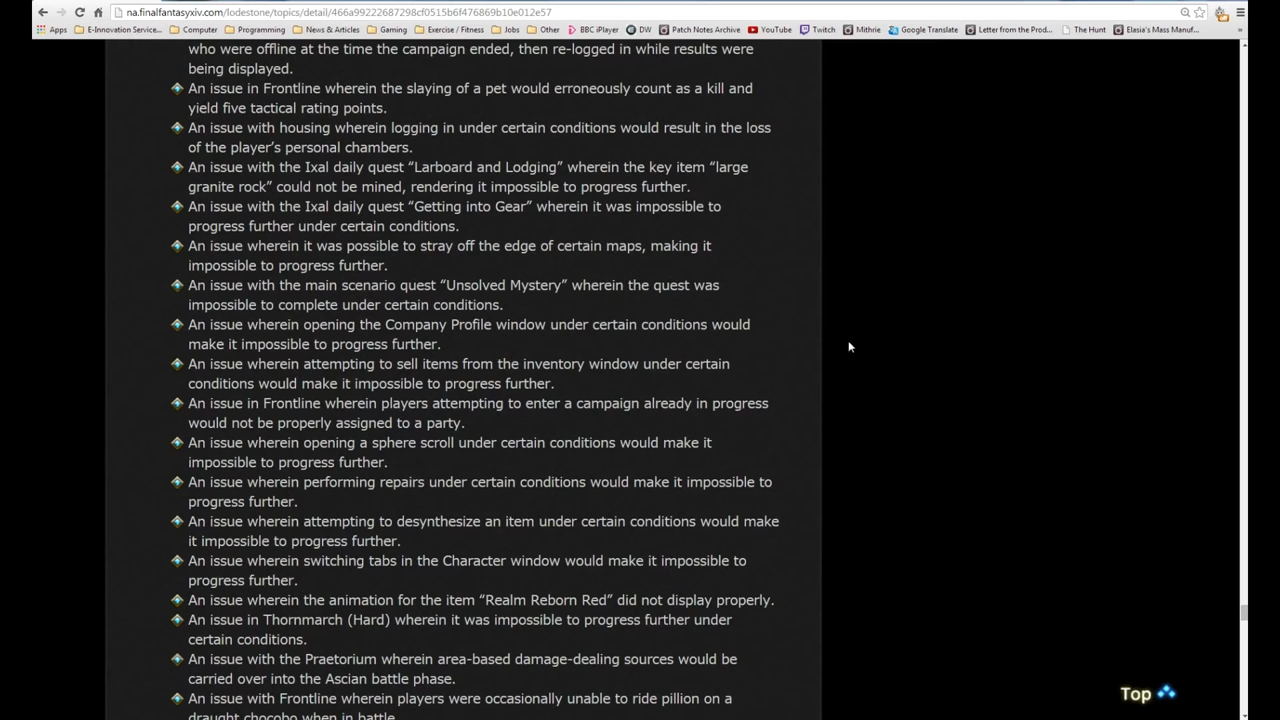 na.finalfantasyxiv.com/lodestone/topics/detail/466a99222687298cf0515b6f476869b10e012e57
Apps E-Innovation Service... Computer Programming News & Articles Gaming Exercise / Fitness Jobs Other BBC iPlayer DW Patch Notes Archive YouTube Twitch Mithrie Google Translate Letter from the Prod... The Hunt Elasia's Mass Manuf... »
who were offline at the time the campaign ended, then re-logged in while results were
being displayed.
An issue in Frontline wherein the slaying of a pet would erroneously count as a kill and
yield five tactical rating points.
An issue with housing wherein logging in under certain conditions would result in the loss
of the player’s personal chambers.
An issue with the Ixal daily quest “Larboard and Lodging” wherein the key item “large
granite rock” could not be mined, rendering it impossible to progress further.
An issue with the Ixal daily quest “Getting into Gear” wherein it was impossible to
progress further under certain conditions.
An issue wherein it was possible to stray off the edge of certain maps, making it
impossible to progress further.
An issue with the main scenario quest “Unsolved Mystery” wherein the quest was
impossible to complete under certain conditions.
An issue wherein opening the Company Profile window under certain conditions would
make it impossible to progress further.
An issue wherein attempting to sell items from the inventory window under certain
conditions would make it impossible to progress further.
An issue in Frontline wherein players attempting to enter a campaign already in progress
would not be properly assigned to a party.
An issue wherein opening a sphere scroll under certain conditions would make it
impossible to progress further.
An issue wherein performing repairs under certain conditions would make it impossible to
progress further.
An issue wherein attempting to desynthesize an item under certain conditions would make
it impossible to progress further.
An issue wherein switching tabs in the Character window would make it impossible to
progress further.
An issue wherein the animation for the item “Realm Reborn Red” did not display properly.
An issue in Thornmarch (Hard) wherein it was impossible to progress further under
certain conditions.
An issue with the Praetorium wherein area-based damage-dealing sources would be
carried over into the Ascian battle phase.
An issue with Frontline wherein players were occasionally unable to ride pillion on a
draught chocobo when in battle.
Top